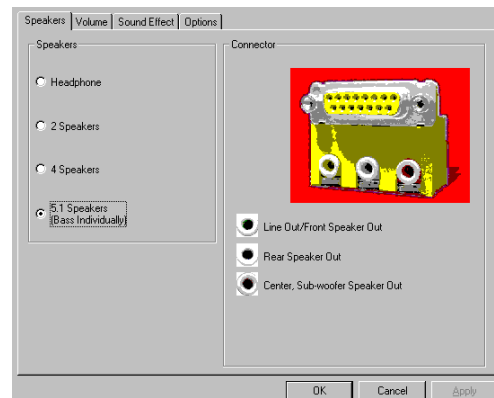 Speakers Volume Sound Effect Options
Speakers
Headphone
2 Speakers
4 Speakers
5.1 Speakers
(Bass Individually)
Connector
Line Out/Front Speaker Out
Rear Speaker Out
Center, Sub-woofer Speaker Out
OK Cancel Apply